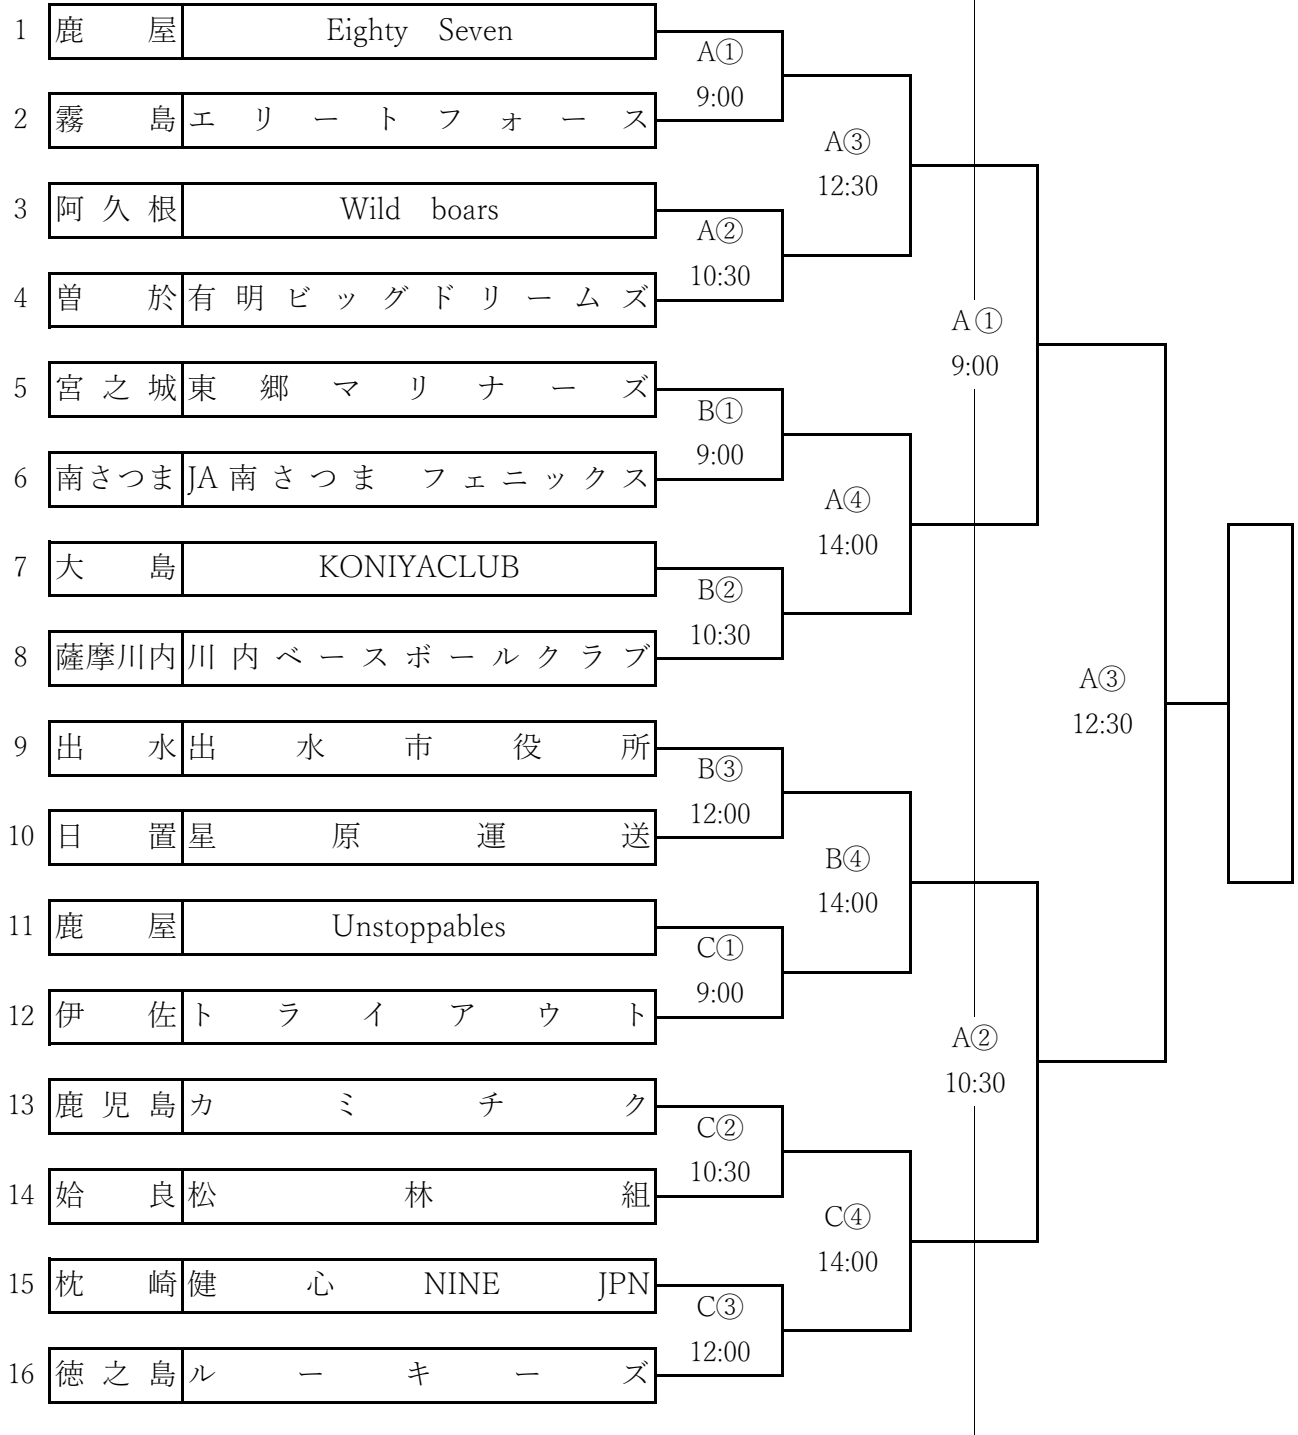 1 鹿屋 Eighty Seven
A① 9:00
2 霧島 エリートフォース
A③ 12:30
3 阿久根 Wild boars
A② 10:30
4 曽於 有明ビッグドリームズ
A① 9:00
5 宮之城 東郷マリナーズ
B① 9:00
6 南さつま JA南さつま フェニックス
A④ 14:00
7 大島 KONIYACLUB
B② 10:30
8 薩摩川内 川内ベースボールクラブ
A③ 12:30
9 出水 出水市役所
B③ 12:00
10 日置 星原運送
B④ 14:00
11 鹿屋 Unstoppables
C① 9:00
12 伊佐 トライアウト
A② 10:30
13 鹿児島 カミチク
C② 10:30
14 姶良 松林組
C④ 14:00
15 枕崎 健心 NINE JPN
C③ 12:00
16 徳之島 ルーキーズ